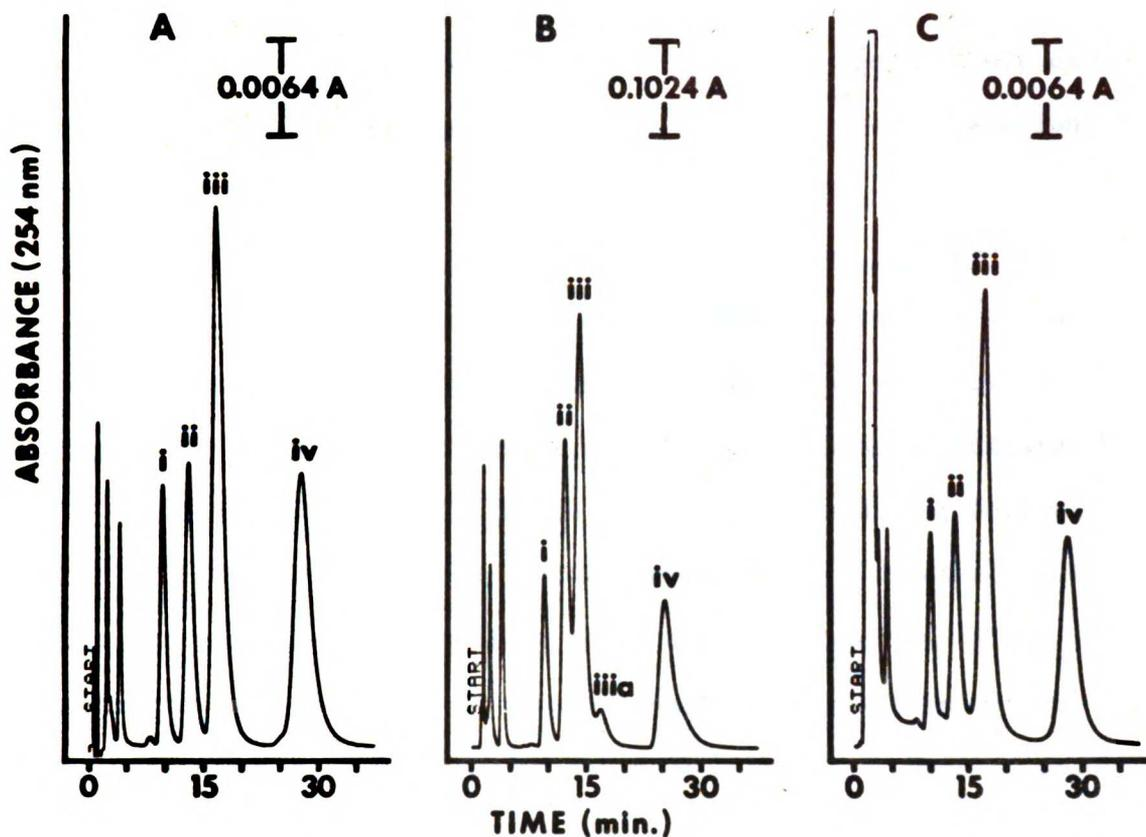 A
B
C
0.0064 A
0.1024 A
0.0064 A
ABSORBANCE (254 nm)
i
ii
iii
iv
i
ii
iii
iiia
iv
i
ii
iii
iv
START
START
START
0 15 30
0 15 30
0 15 30
TIME (min.)